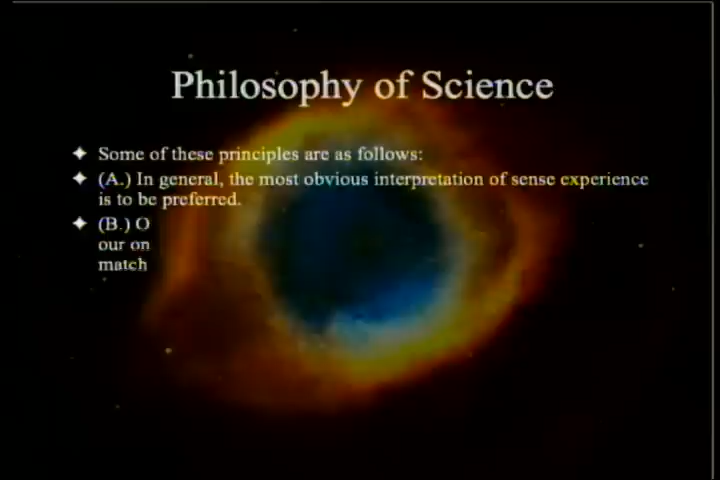 Philosophy of Science
Some of these principles are as follows:
(A.) In general, the most obvious interpretation of sense experience
is to be preferred.
(B.) O
our on
match